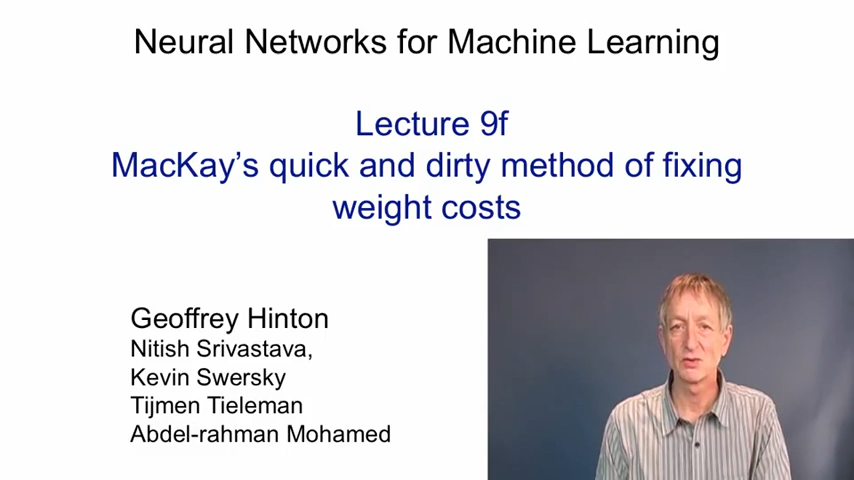 Neural Networks for Machine Learning
Lecture 9f
MacKay’s quick and dirty method of fixing
weight costs
Geoffrey Hinton
Nitish Srivastava,
Kevin Swersky
Tijmen Tieleman
Abdel-rahman Mohamed